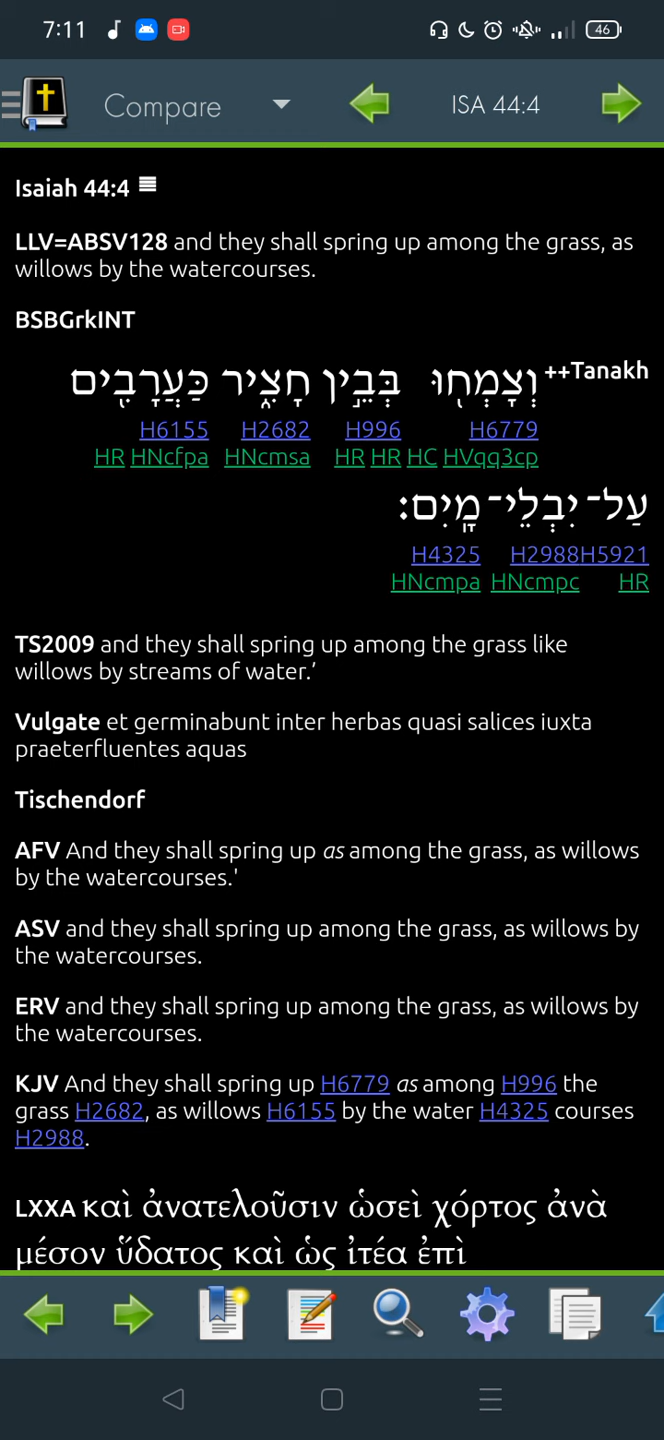 7:11
46
Compare
ISA 44:4
Isaiah 44:4
LLV=ABSV128 and they shall spring up among the grass, as
willows by the watercourses.
BSBGrkINT
++Tanakh וְצָמְח֖וּ בְּבֵ֣ין חָצִ֑יר כַּעֲרָבִ֖ים
H6155 H2682 H996 H6779
HR HNcfpa HNcmsa HR HR HC HVqq3cp
עַל־יִבְלֵי־מָֽיִם׃
H4325 H2988H5921
HNcmpa HNcmpc HR
TS2009 and they shall spring up among the grass like
willows by streams of water.’
Vulgate et germinabunt inter herbas quasi salices iuxta
praeterfluentes aquas
Tischendorf
AFV And they shall spring up as among the grass, as willows
by the watercourses.'
ASV and they shall spring up among the grass, as willows by
the watercourses.
ERV and they shall spring up among the grass, as willows by
the watercourses.
KJV And they shall spring up H6779 as among H996 the
grass H2682, as willows H6155 by the water H4325 courses
H2988.
LXXA καὶ ἀνατελοῦσιν ὡσεὶ χόρτος ἀνὰ
μέσον ὕδατος καὶ ὡς ἰτέα ἐπὶ